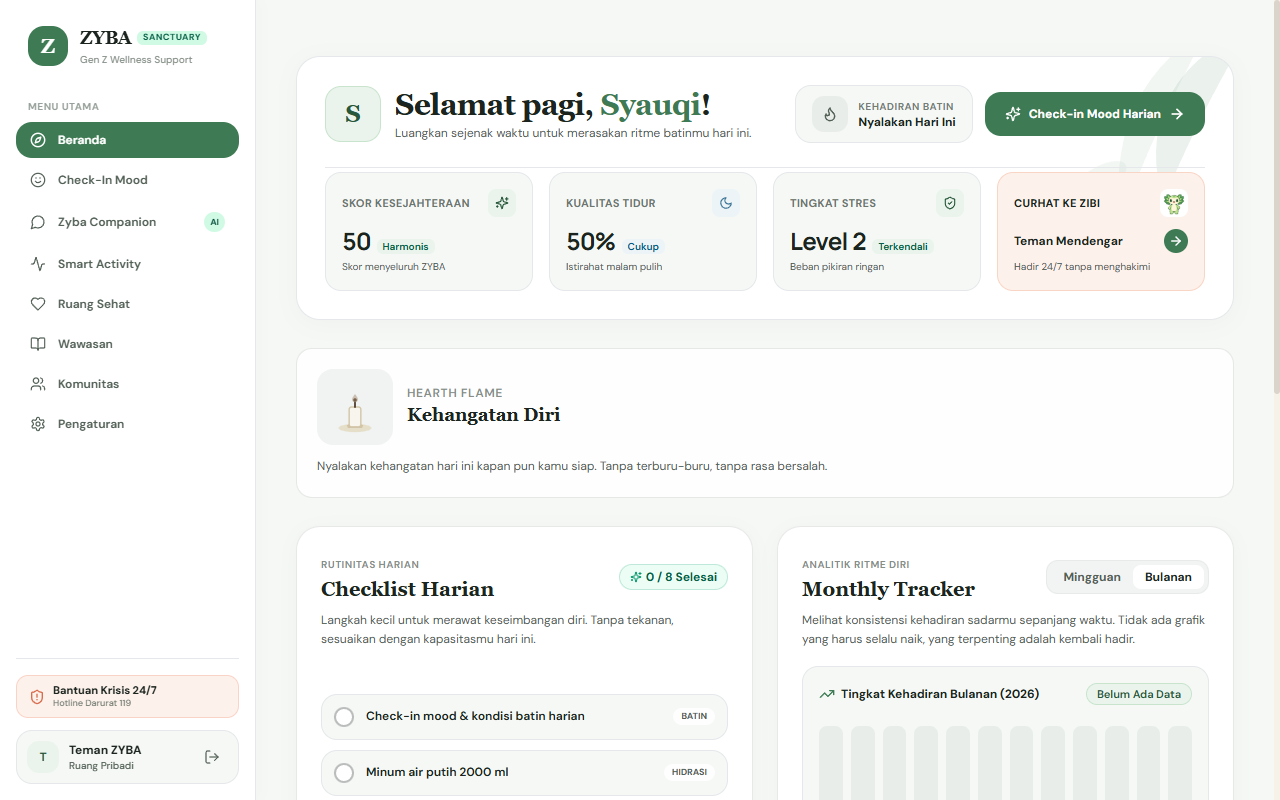 Z
ZYBA SANCTUARY
Gen Z Wellness Support
MENU UTAMA
Beranda
Check-In Mood
Zyba Companion AI
Smart Activity
Ruang Sehat
Wawasan
Komunitas
Pengaturan
Bantuan Krisis 24/7
Hotline Darurat 119
T
Teman ZYBA
Ruang Pribadi
S
Selamat pagi, Syauqi!
Luangkan sejenak waktu untuk merasakan ritme batinmu hari ini.
KEHADIRAN BATIN
Nyalakan Hari Ini
Check-in Mood Harian
SKOR KESEJAHTERAAN
50 Harmonis
Skor menyeluruh ZYBA
KUALITAS TIDUR
50% Cukup
Istirahat malam pulih
TINGKAT STRES
Level 2 Terkendali
Beban pikiran ringan
CURHAT KE ZIBI
Teman Mendengar
Hadir 24/7 tanpa menghakimi
HEARTH FLAME
Kehangatan Diri
Nyalakan kehangatan hari ini kapan pun kamu siap. Tanpa terburu-buru, tanpa rasa bersalah.
RUTINITAS HARIAN
Checklist Harian
0 / 8 Selesai
Langkah kecil untuk merawat keseimbangan diri. Tanpa tekanan,
sesuaikan dengan kapasitasmu hari ini.
Check-in mood & kondisi batin harian BATIN
Minum air putih 2000 ml HIDRASI
ANALITIK RITME DIRI
Monthly Tracker
Mingguan Bulanan
Melihat konsistensi kehadiran sadarmu sepanjang waktu. Tidak ada grafik
yang harus selalu naik, yang terpenting adalah kembali hadir.
Tingkat Kehadiran Bulanan (2026) Belum Ada Data